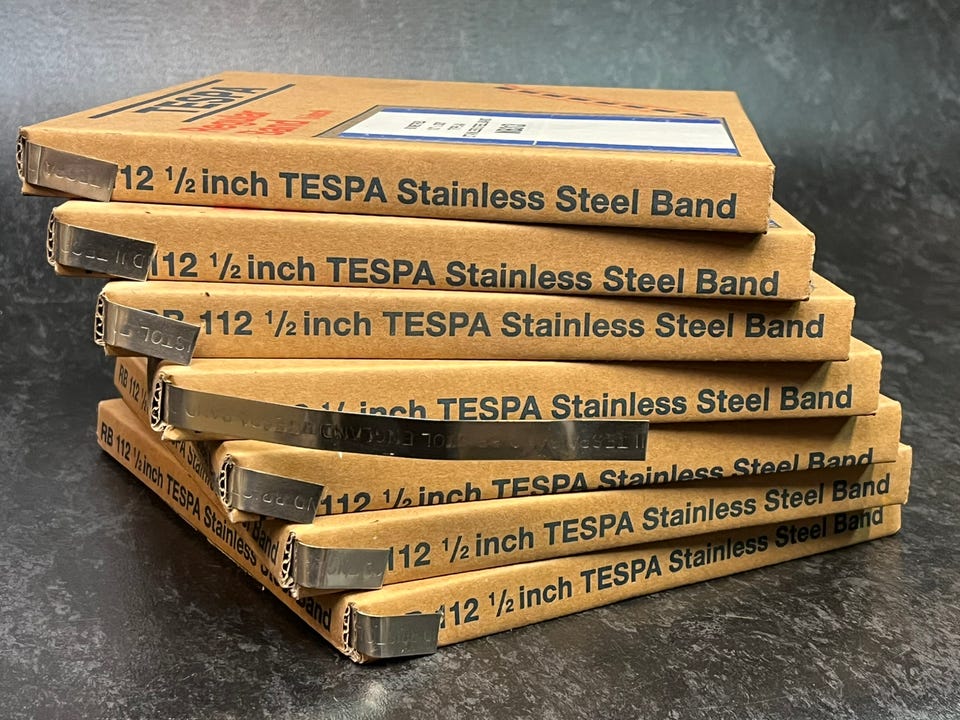 TESPA
112 ½ inch TESPA Stainless Steel Band
112 ½ inch TESPA Stainless Steel Band
RB 112 ½ inch TESPA Stainless Steel Band
RB 112 ½
inch TESPA Stainless Steel Band
ENGLAND
112 ½ inch TESPA Stainless Steel Band
112 ½ inch TESPA Stainless Steel Band
RB 112 ½ inch TESPA Stainless Steel Band
112 ½ inch TESPA Stainless Steel Band